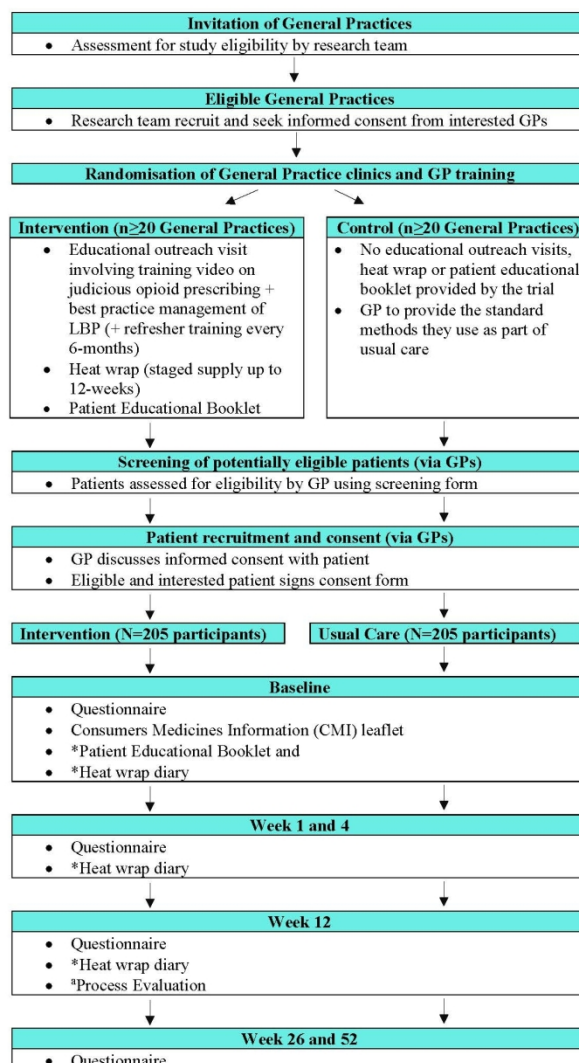 Invitation of General Practices
• Assessment for study eligibility by research team
Eligible General Practices
• Research team recruit and seek informed consent from interested GPs
Randomisation of General Practice clinics and GP training
Intervention (n≥20 General Practices)
• Educational outreach visit
involving training video on
judicious opioid prescribing +
best practice management of
LBP (+ refresher training every
6-months)
• Heat wrap (staged supply up to
12-weeks)
• Patient Educational Booklet
Control (n≥20 General Practices)
• No educational outreach visits,
heat wrap or patient educational
booklet provided by the trial
• GP to provide the standard
methods they use as part of
usual care
Screening of potentially eligible patients (via GPs)
• Patients assessed for eligibility by GP using screening form
Patient recruitment and consent (via GPs)
• GP discusses informed consent with patient
• Eligible and interested patient signs consent form
Intervention (N=205 participants)
Usual Care (N=205 participants)
Baseline
• Questionnaire
• Consumers Medicines Information (CMI) leaflet
• *Patient Educational Booklet and
• *Heat wrap diary
Week 1 and 4
• Questionnaire
• *Heat wrap diary
Week 12
• Questionnaire
• *Heat wrap diary
• ªProcess Evaluation
Week 26 and 52
• Questionnaire